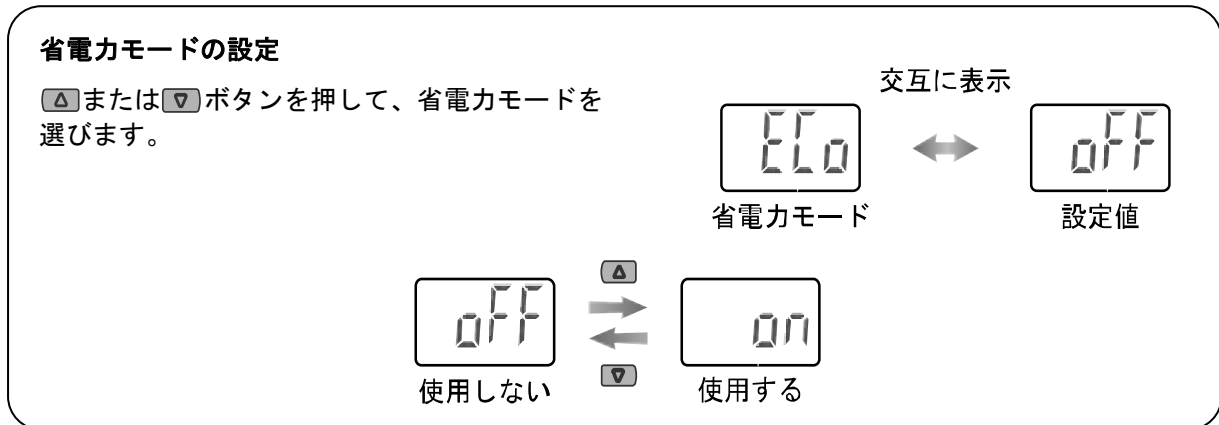 省電力モードの設定
△または▽ボタンを押して、省電力モードを
選びます。
交互に表示
ECo
oFF
省電力モード
設定値
oFF
on
使用しない
使用する